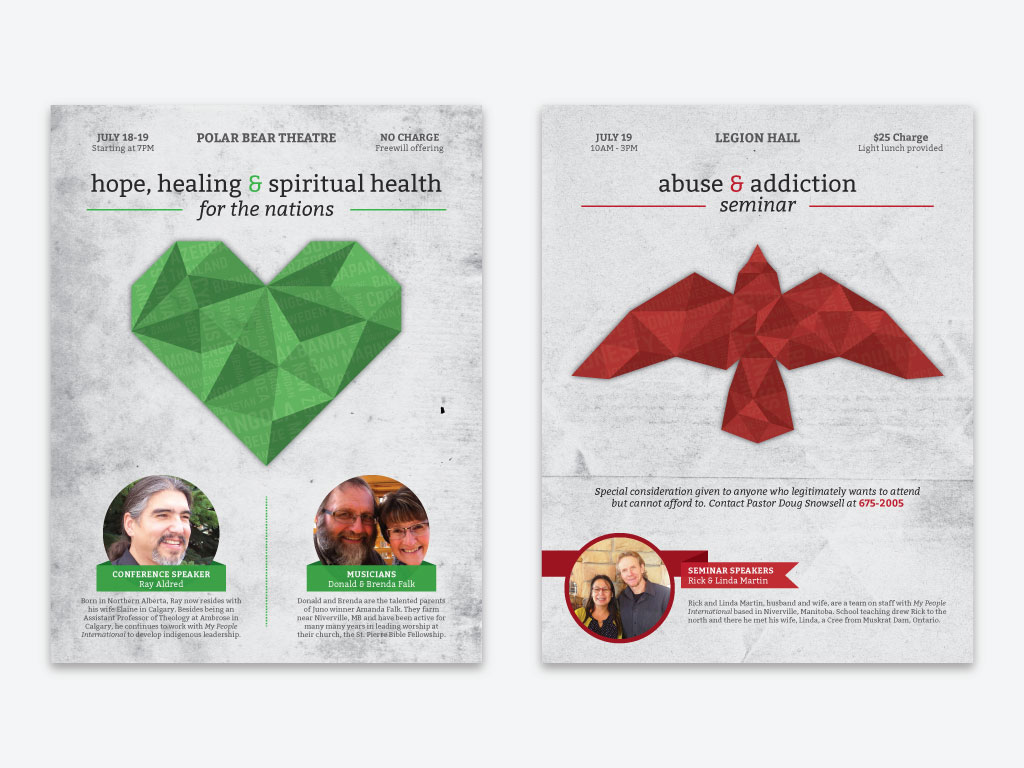 JULY 18-19
Starting at 7PM
POLAR BEAR THEATRE
NO CHARGE
Freewill offering
hope, healing & spiritual health
for the nations
CONFERENCE SPEAKER
Ray Aldred
Born in Northern Alberta, Ray now resides with
his wife Elaine in Calgary. Besides being an
Assistant Professor of Theology at Ambrose in
Calgary, he continues to work with My People
International to develop indigenous leadership.
MUSICIANS
Donald & Brenda Falk
Donald and Brenda are the talented parents
of Juno winner Amanda Falk. They farm
near Niverville, MB and have been active for
many many years in leading worship at
their church, the St. Pierre Bible Fellowship.
JULY 19
10AM - 3PM
LEGION HALL
$25 Charge
Light lunch provided
abuse & addiction
seminar
Special consideration given to anyone who legitimately wants to attend
but cannot afford to. Contact Pastor Doug Snowsell at 675-2005
SEMINAR SPEAKERS
Rick & Linda Martin
Rick and Linda Martin, husband and wife, are a team on staff with My People
International based in Niverville, Manitoba. School teaching drew Rick to the
north and there he met his wife, Linda, a Cree from Muskrat Dam, Ontario.